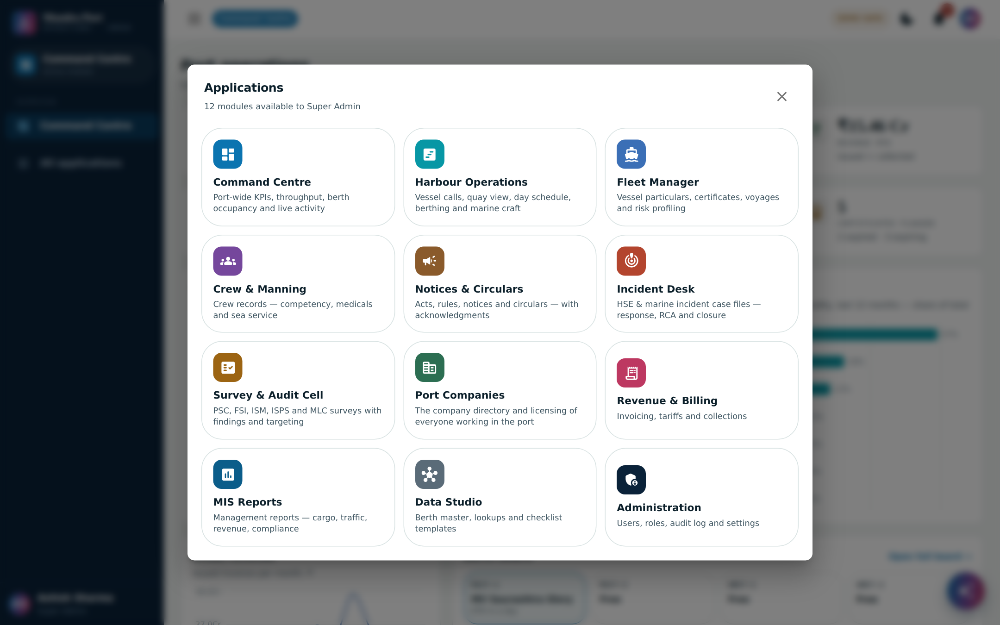 Applications
12 modules available to Super Admin
Command Centre
Port-wide KPIs, throughput, berth
occupancy and live activity
Harbour Operations
Vessel calls, quay view, day schedule,
berthing and marine craft
Fleet Manager
Vessel particulars, certificates, voyages
and risk profiling
Crew & Manning
Crew records — competency, medicals
and sea service
Notices & Circulars
Acts, rules, notices and circulars — with
acknowledgments
Incident Desk
HSE & marine incident case files —
response, RCA and closure
Survey & Audit Cell
PSC, FSI, ISM, ISPS and MLC surveys with
findings and targeting
Port Companies
The company directory and licensing of
everyone working in the port
Revenue & Billing
Invoicing, tariffs and collections
MIS Reports
Management reports — cargo, traffic,
revenue, compliance
Data Studio
Berth master, lookups and checklist
templates
Administration
Users, roles, audit log and settings
Command Centre
Command Centre
All applications